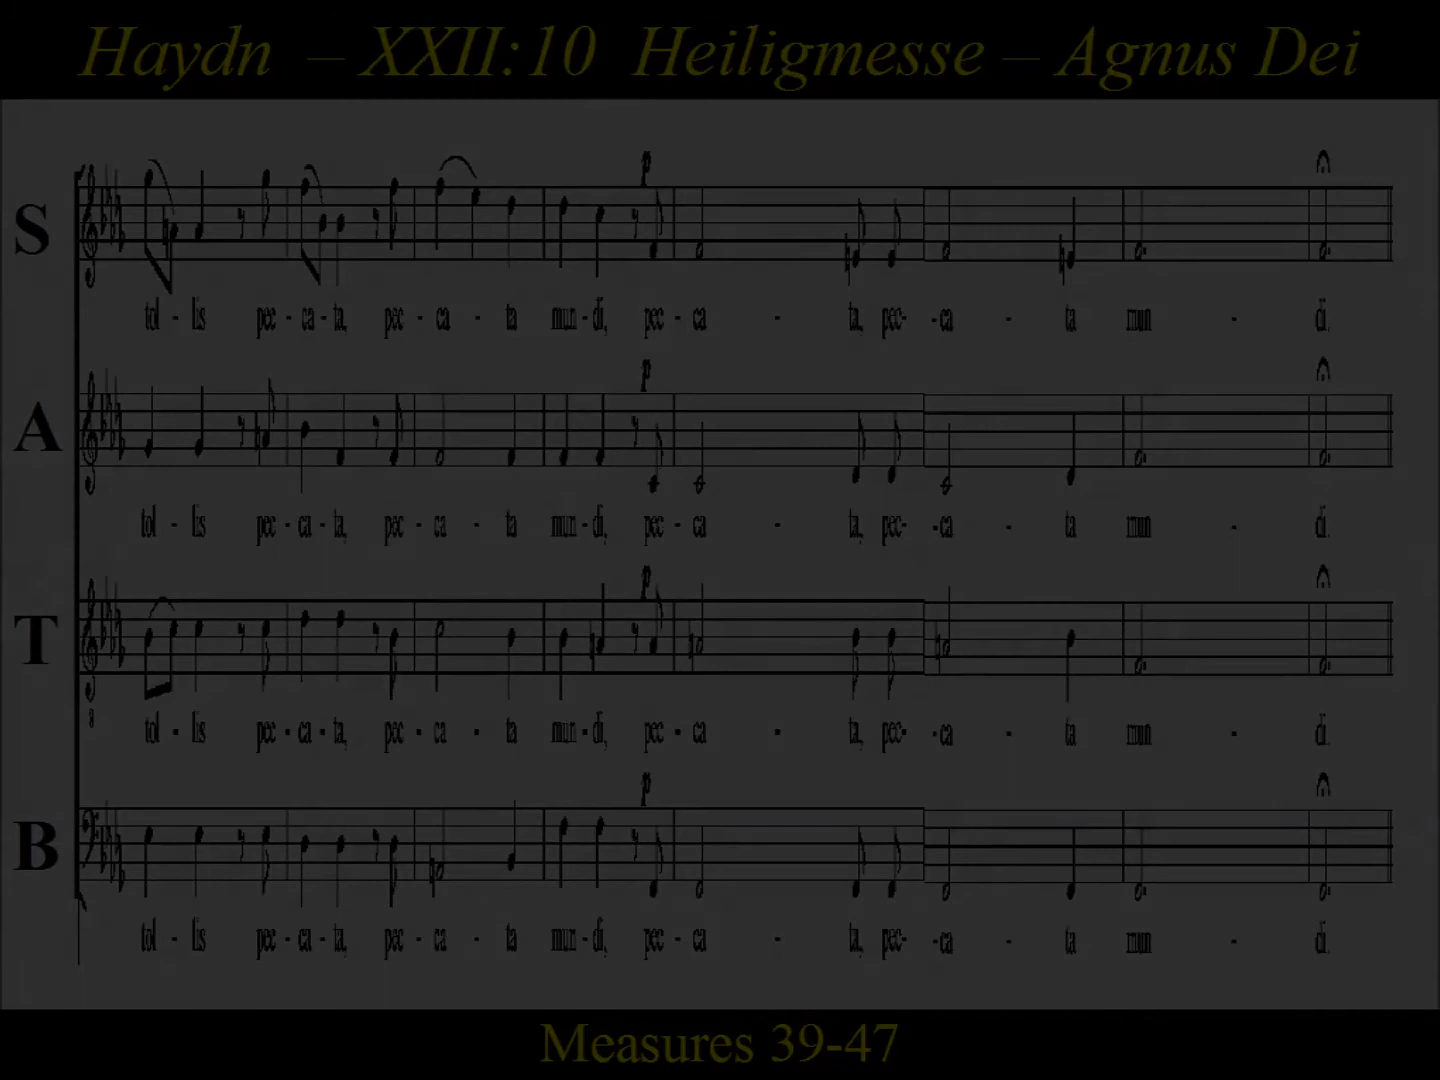 Haydn – XXII:10 Heiligmesse – Agnus Dei
p
S
tol - lis pec - ca - ta, pec - ca - ta mun - di, pec - ca - ta, pec - ca - ta mun - di.
p
A
tol - lis pec - ca - ta, pec - ca - ta mun - di, pec - ca - ta, pec - ca - ta mun - di.
p
T
8
tol - lis pec - ca - ta, pec - ca - ta mun - di, pec - ca - ta, pec - ca - ta mun - di.
p
B
tol - lis pec - ca - ta, pec - ca - ta mun - di, pec - ca - ta, pec - ca - ta mun - di.
Measures 39-47